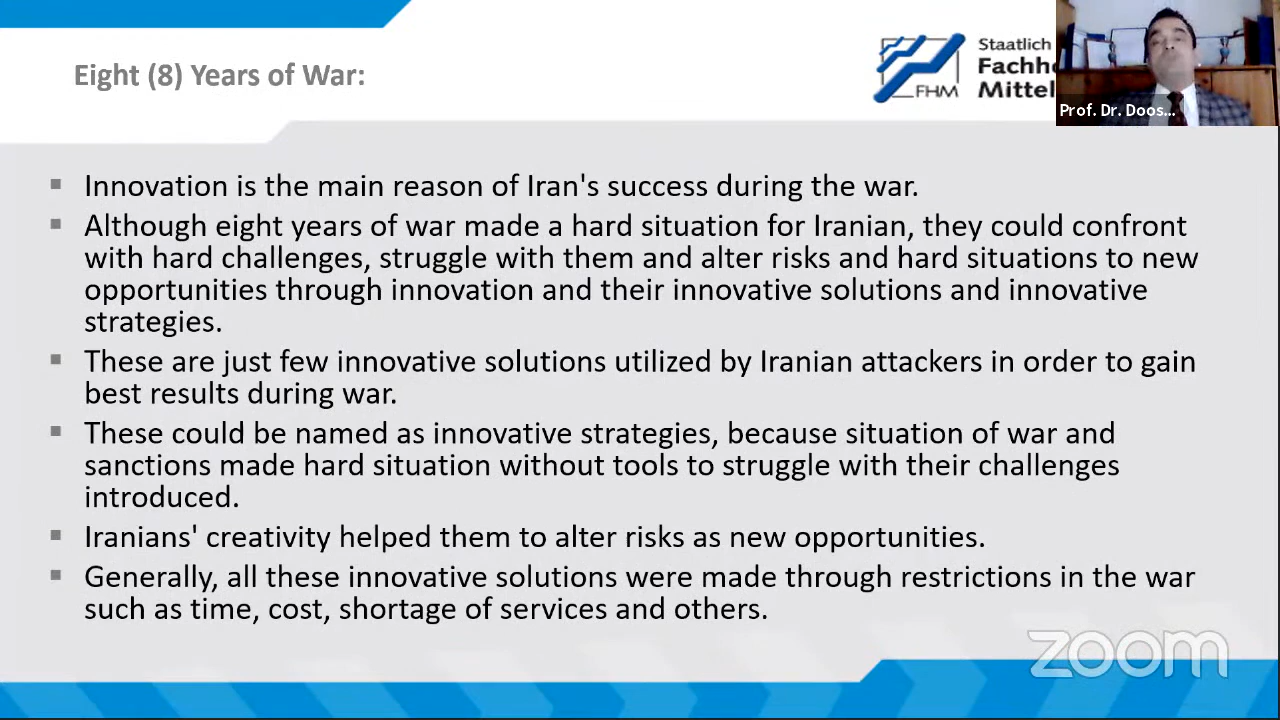 Eight (8) Years of War:
Staatlich
Fachho
Mittel
FHM
Prof. Dr. Doos...
▪ Innovation is the main reason of Iran's success during the war.
▪ Although eight years of war made a hard situation for Iranian, they could confront
with hard challenges, struggle with them and alter risks and hard situations to new
opportunities through innovation and their innovative solutions and innovative
strategies.
▪ These are just few innovative solutions utilized by Iranian attackers in order to gain
best results during war.
▪ These could be named as innovative strategies, because situation of war and
sanctions made hard situation without tools to struggle with their challenges
introduced.
▪ Iranians' creativity helped them to alter risks as new opportunities.
▪ Generally, all these innovative solutions were made through restrictions in the war
such as time, cost, shortage of services and others.
zoom